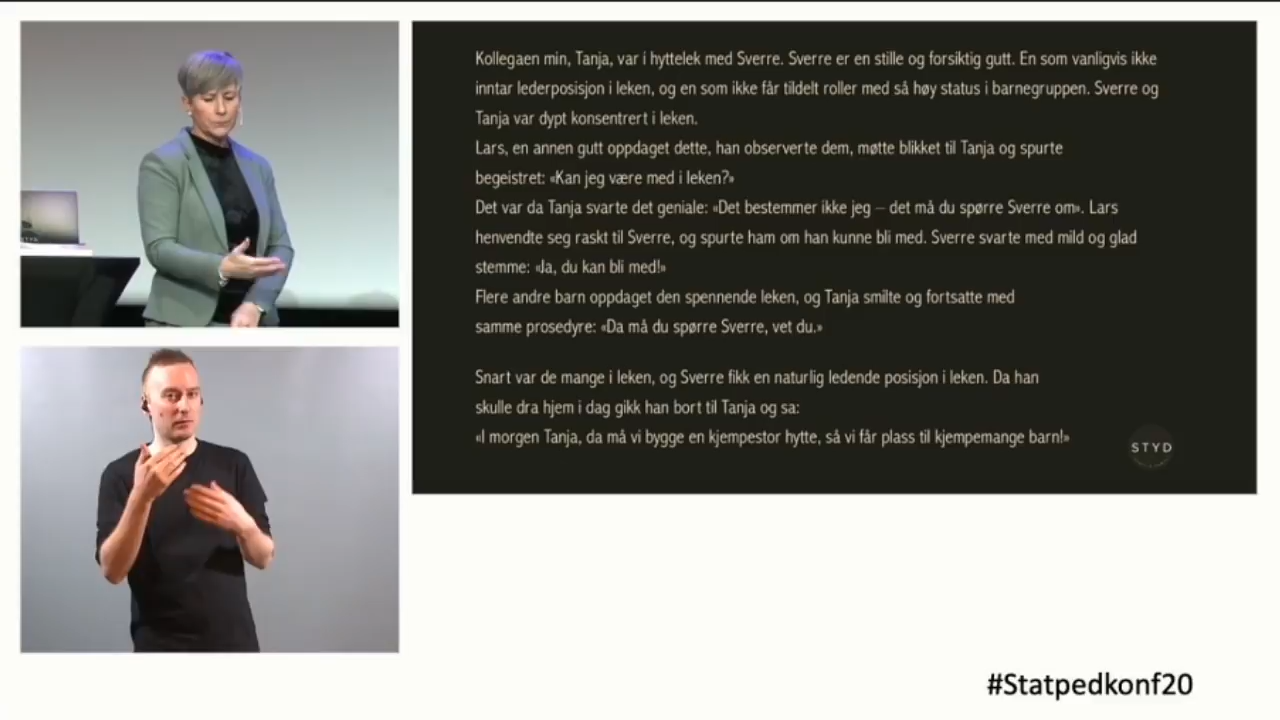 Kollegaen min, Tanja, var i hyttelek med Sverre. Sverre er en stille og forsiktig gutt. En som vanligvis ikke
inntar lederposisjon i leken, og en som ikke får tildelt roller med så høy status i barnegruppen. Sverre og
Tanja var dypt konsentrert i leken.
Lars, en annen gutt oppdaget dette, han observerte dem, møtte blikket til Tanja og spurte
begeistret: «Kan jeg være med i leken?»
Det var da Tanja svarte det geniale: «Det bestemmer ikke jeg – det må du spørre Sverre om». Lars
henvendte seg raskt til Sverre, og spurte ham om han kunne bli med. Sverre svarte med mild og glad
stemme: «Ja, du kan bli med!»
Flere andre barn oppdaget den spennende leken, og Tanja smilte og fortsatte med
samme prosedyre: «Da må du spørre Sverre, vet du.»
Snart var de mange i leken, og Sverre fikk en naturlig ledende posisjon i leken. Da han
skulle dra hjem i dag gikk han bort til Tanja og sa:
«I morgen Tanja, da må vi bygge en kjempestor hytte, så vi får plass til kjempemange barn!»
STYD
#Statpedkonf20